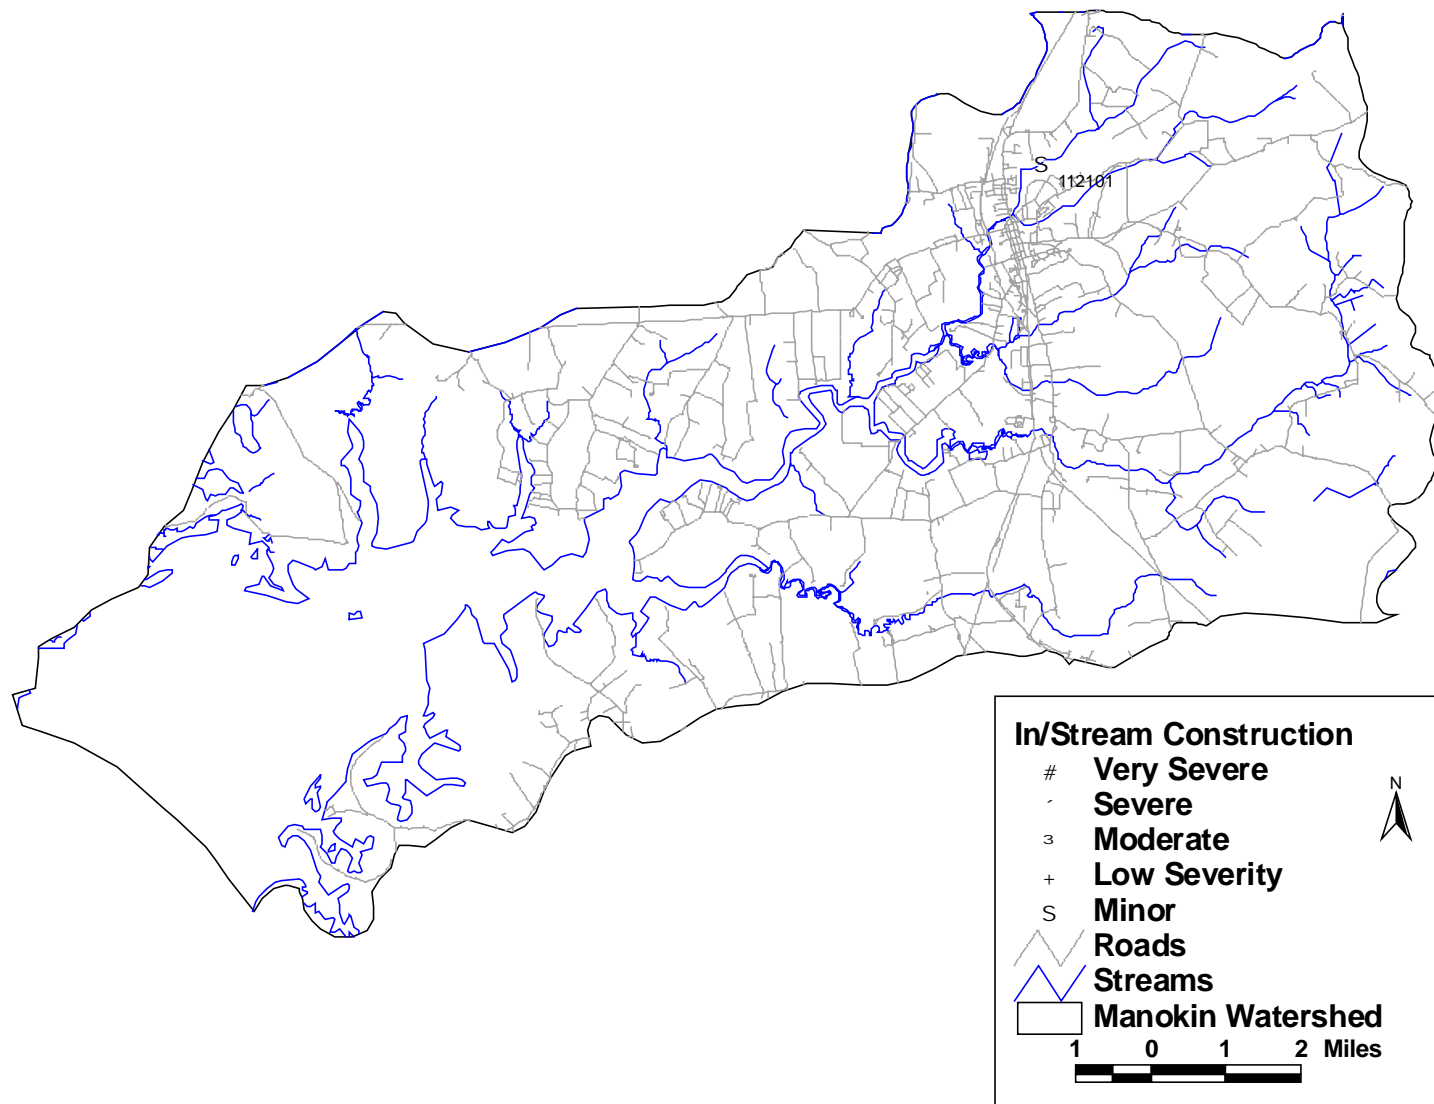 S
112101
In/Stream Construction
# Very Severe
´ Severe
3 Moderate
+ Low Severity
S Minor
Roads
Streams
Manokin Watershed
N
1 0 1 2 Miles